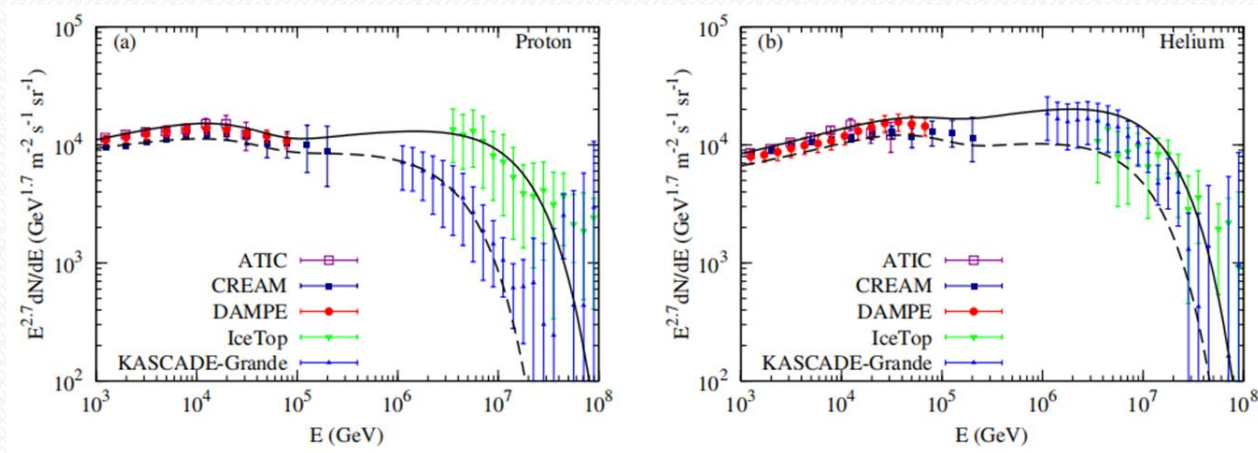 (a) Proton
E^2.7 dN/dE (GeV^1.7 m^-2 s^-1 sr^-1)
10^5
10^4
10^3
10^2
ATIC
CREAM
DAMPE
IceTop
KASCADE-Grande
10^3 10^4 10^5 10^6 10^7 10^8
E (GeV)
(b) Helium
E^2.7 dN/dE (GeV^1.7 m^-2 s^-1 sr^-1)
10^5
10^4
10^3
10^2
ATIC
CREAM
DAMPE
IceTop
KASCADE-Grande
10^3 10^4 10^5 10^6 10^7 10^8
E (GeV)